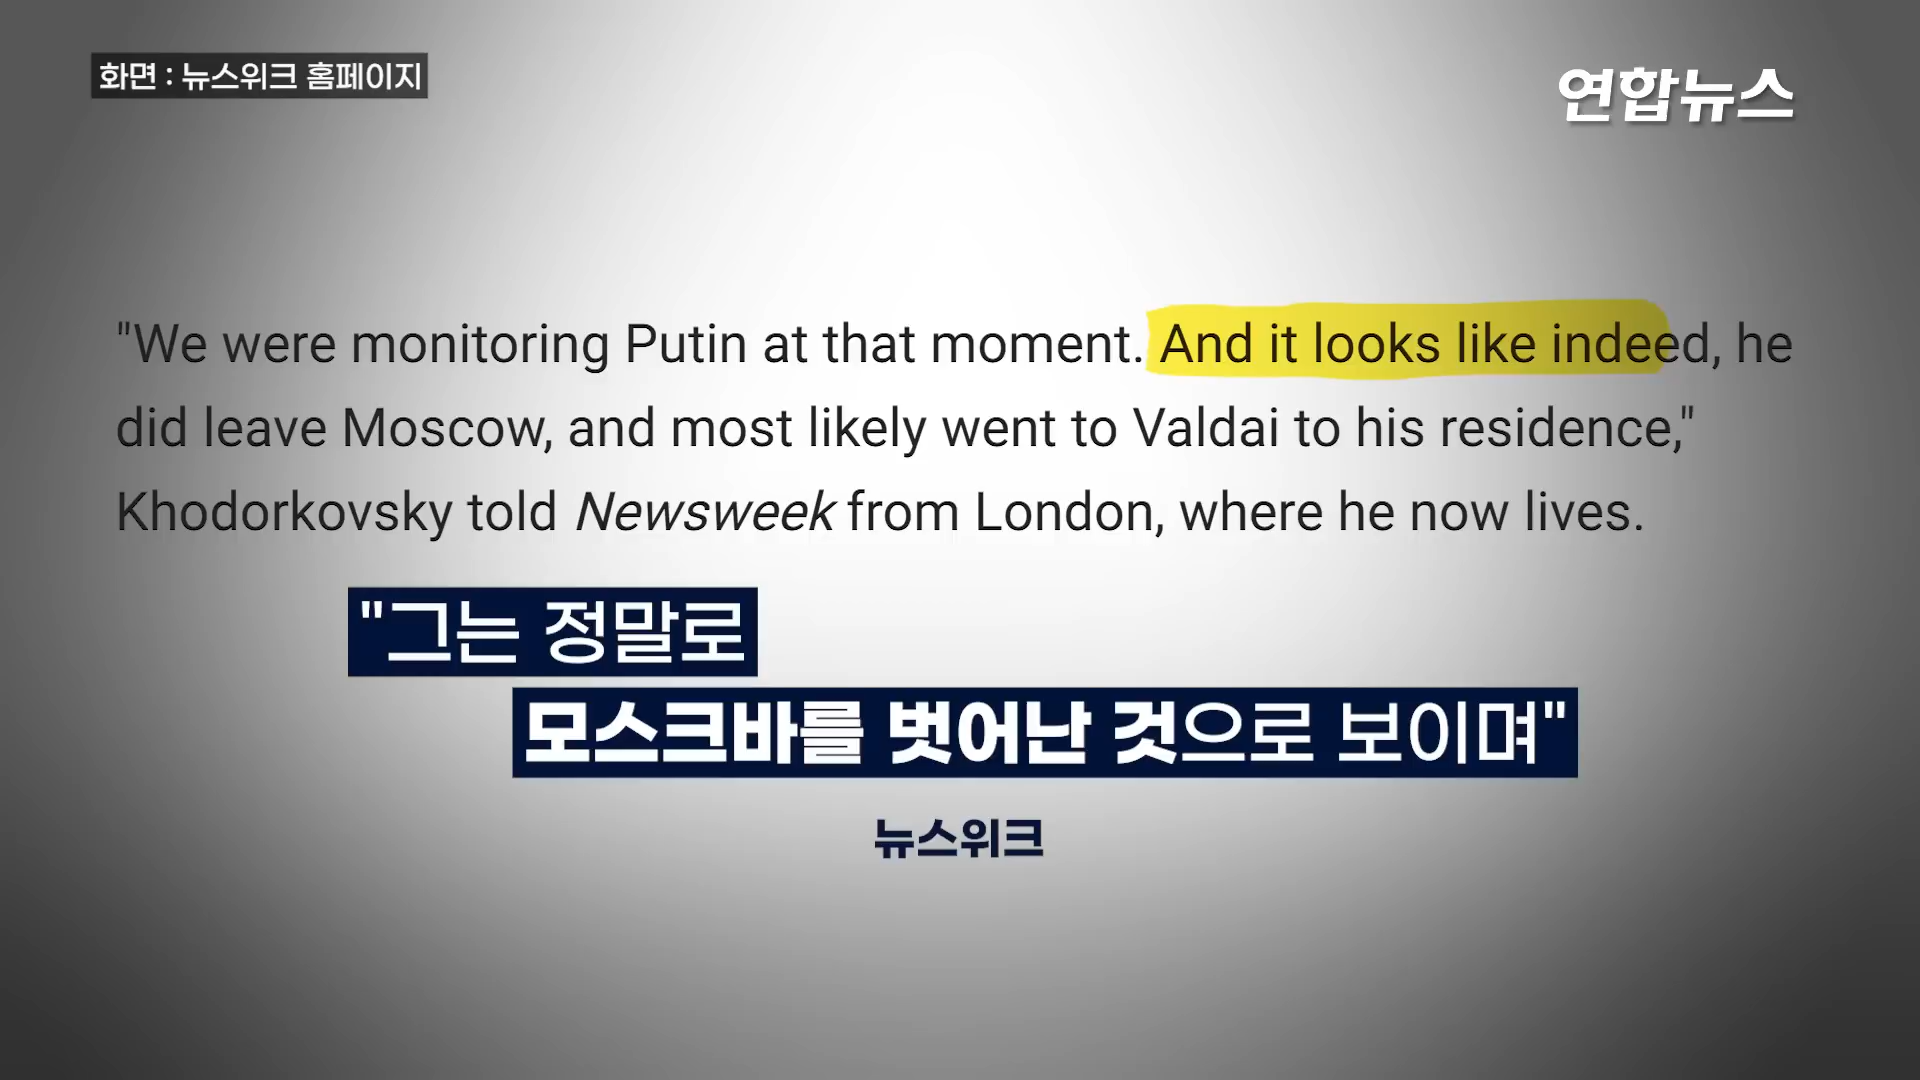 화면 : 뉴스위크 홈페이지
연합뉴스
"We were monitoring Putin at that moment. And it looks like indeed, he
did leave Moscow, and most likely went to Valdai to his residence,"
Khodorkovsky told Newsweek from London, where he now lives.
"그는 정말로
모스크바를 벗어난 것으로 보이며"
뉴스위크